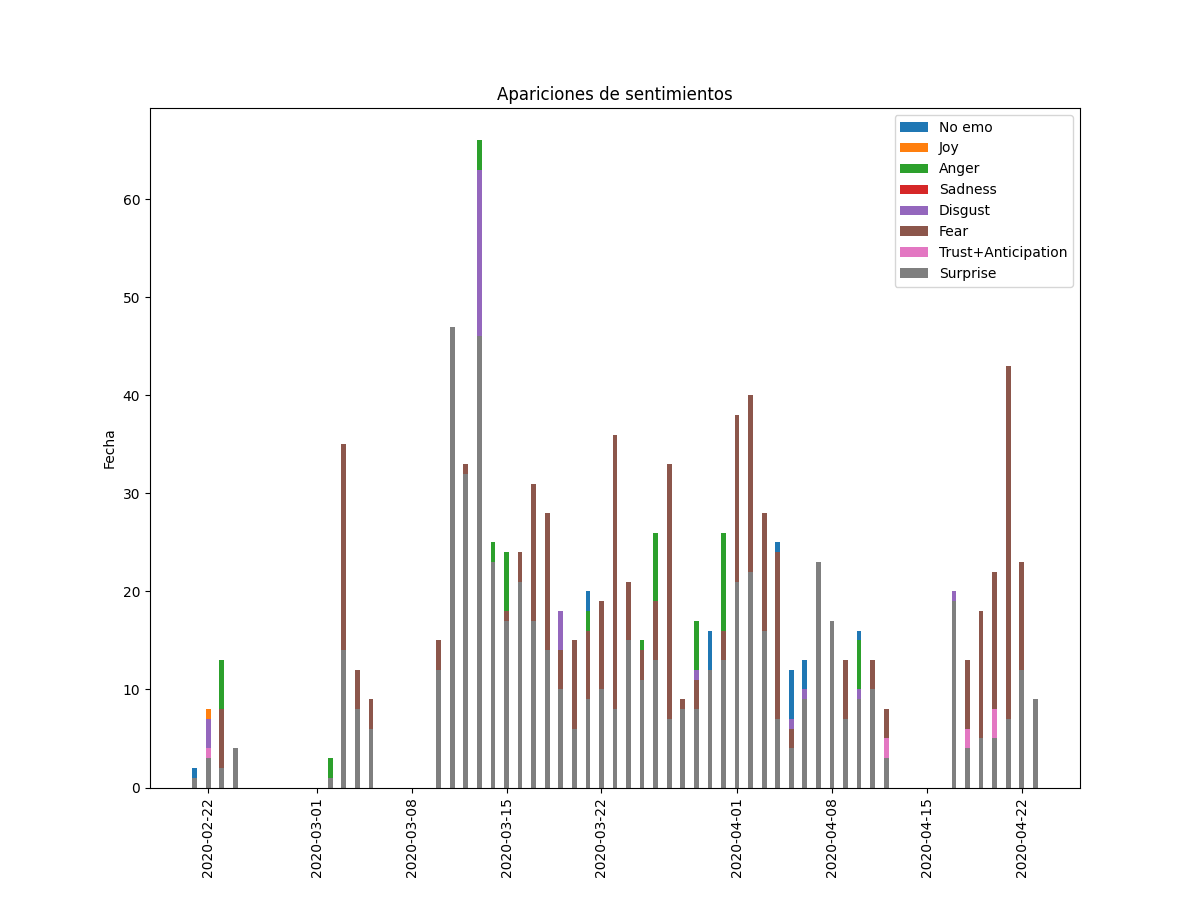 Apariciones de sentimientos
No emo
Joy
Anger
Sadness
Disgust
Fear
Trust+Anticipation
Surprise
Fecha
60
50
40
30
20
10
0
2020-02-22
2020-03-01
2020-03-08
2020-03-15
2020-03-22
2020-04-01
2020-04-08
2020-04-15
2020-04-22